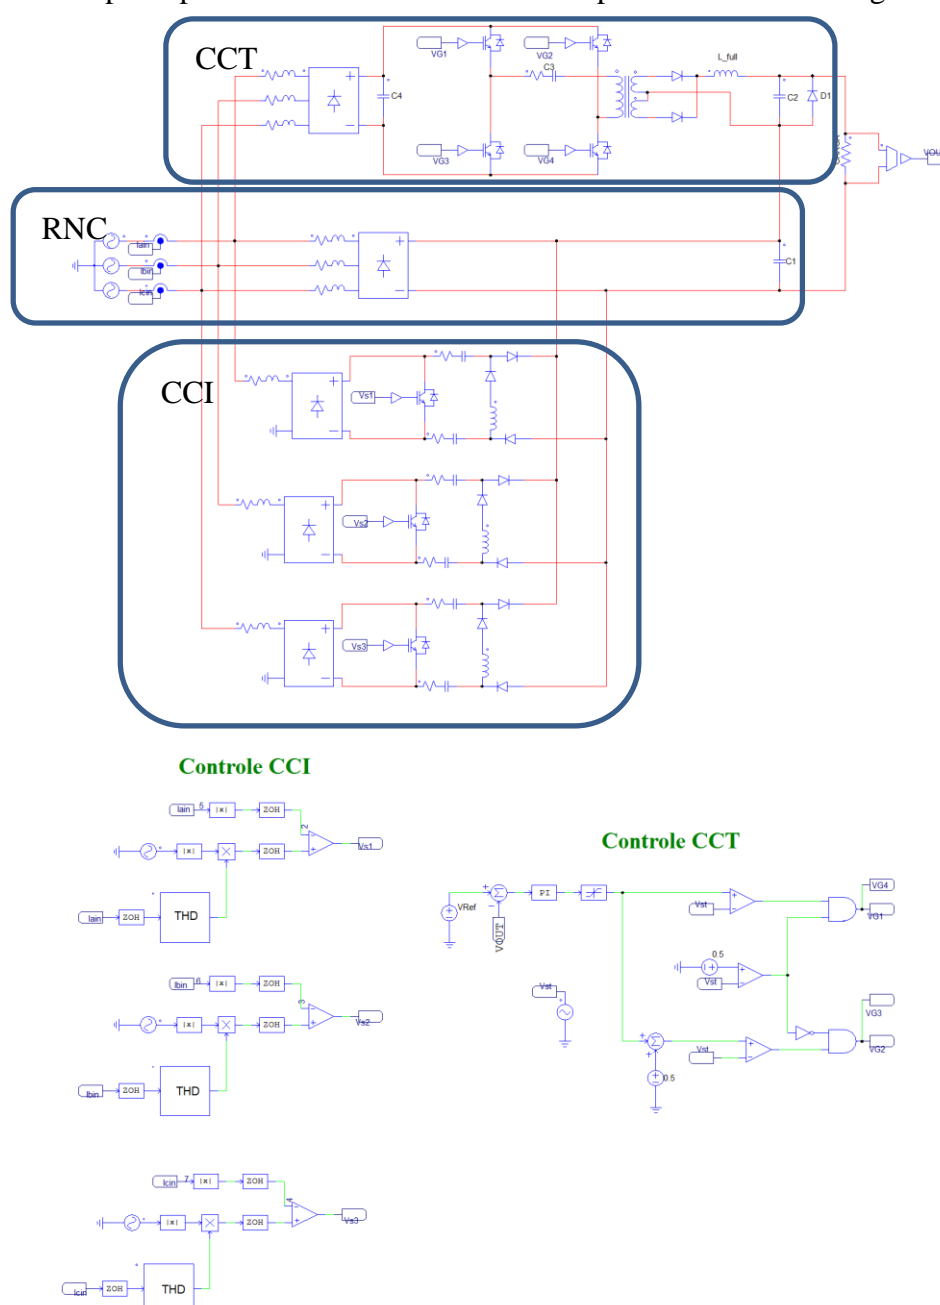 CCT
VG1
VG2
C3
L_full
C4
C2
D1
VG3
VG4
RNC
Iain
Ibin
Icin
C1
CCI
Vs1
Vs2
Vs3
Controle CCI
Iain
5
|x|
ZOH
2
Vs1
|x|
ZOH
Iain
ZOH
THD
Controle CCT
VRef
VOUT
PI
Vst
VG4
VG1
0.5
Vst
Vst
VG3
VG2
Vst
0.5
Ibin
6
|x|
ZOH
3
Vs2
|x|
ZOH
Ibin
ZOH
THD
Icin
7
|x|
ZOH
4
Vs3
|x|
ZOH
Icin
ZOH
THD